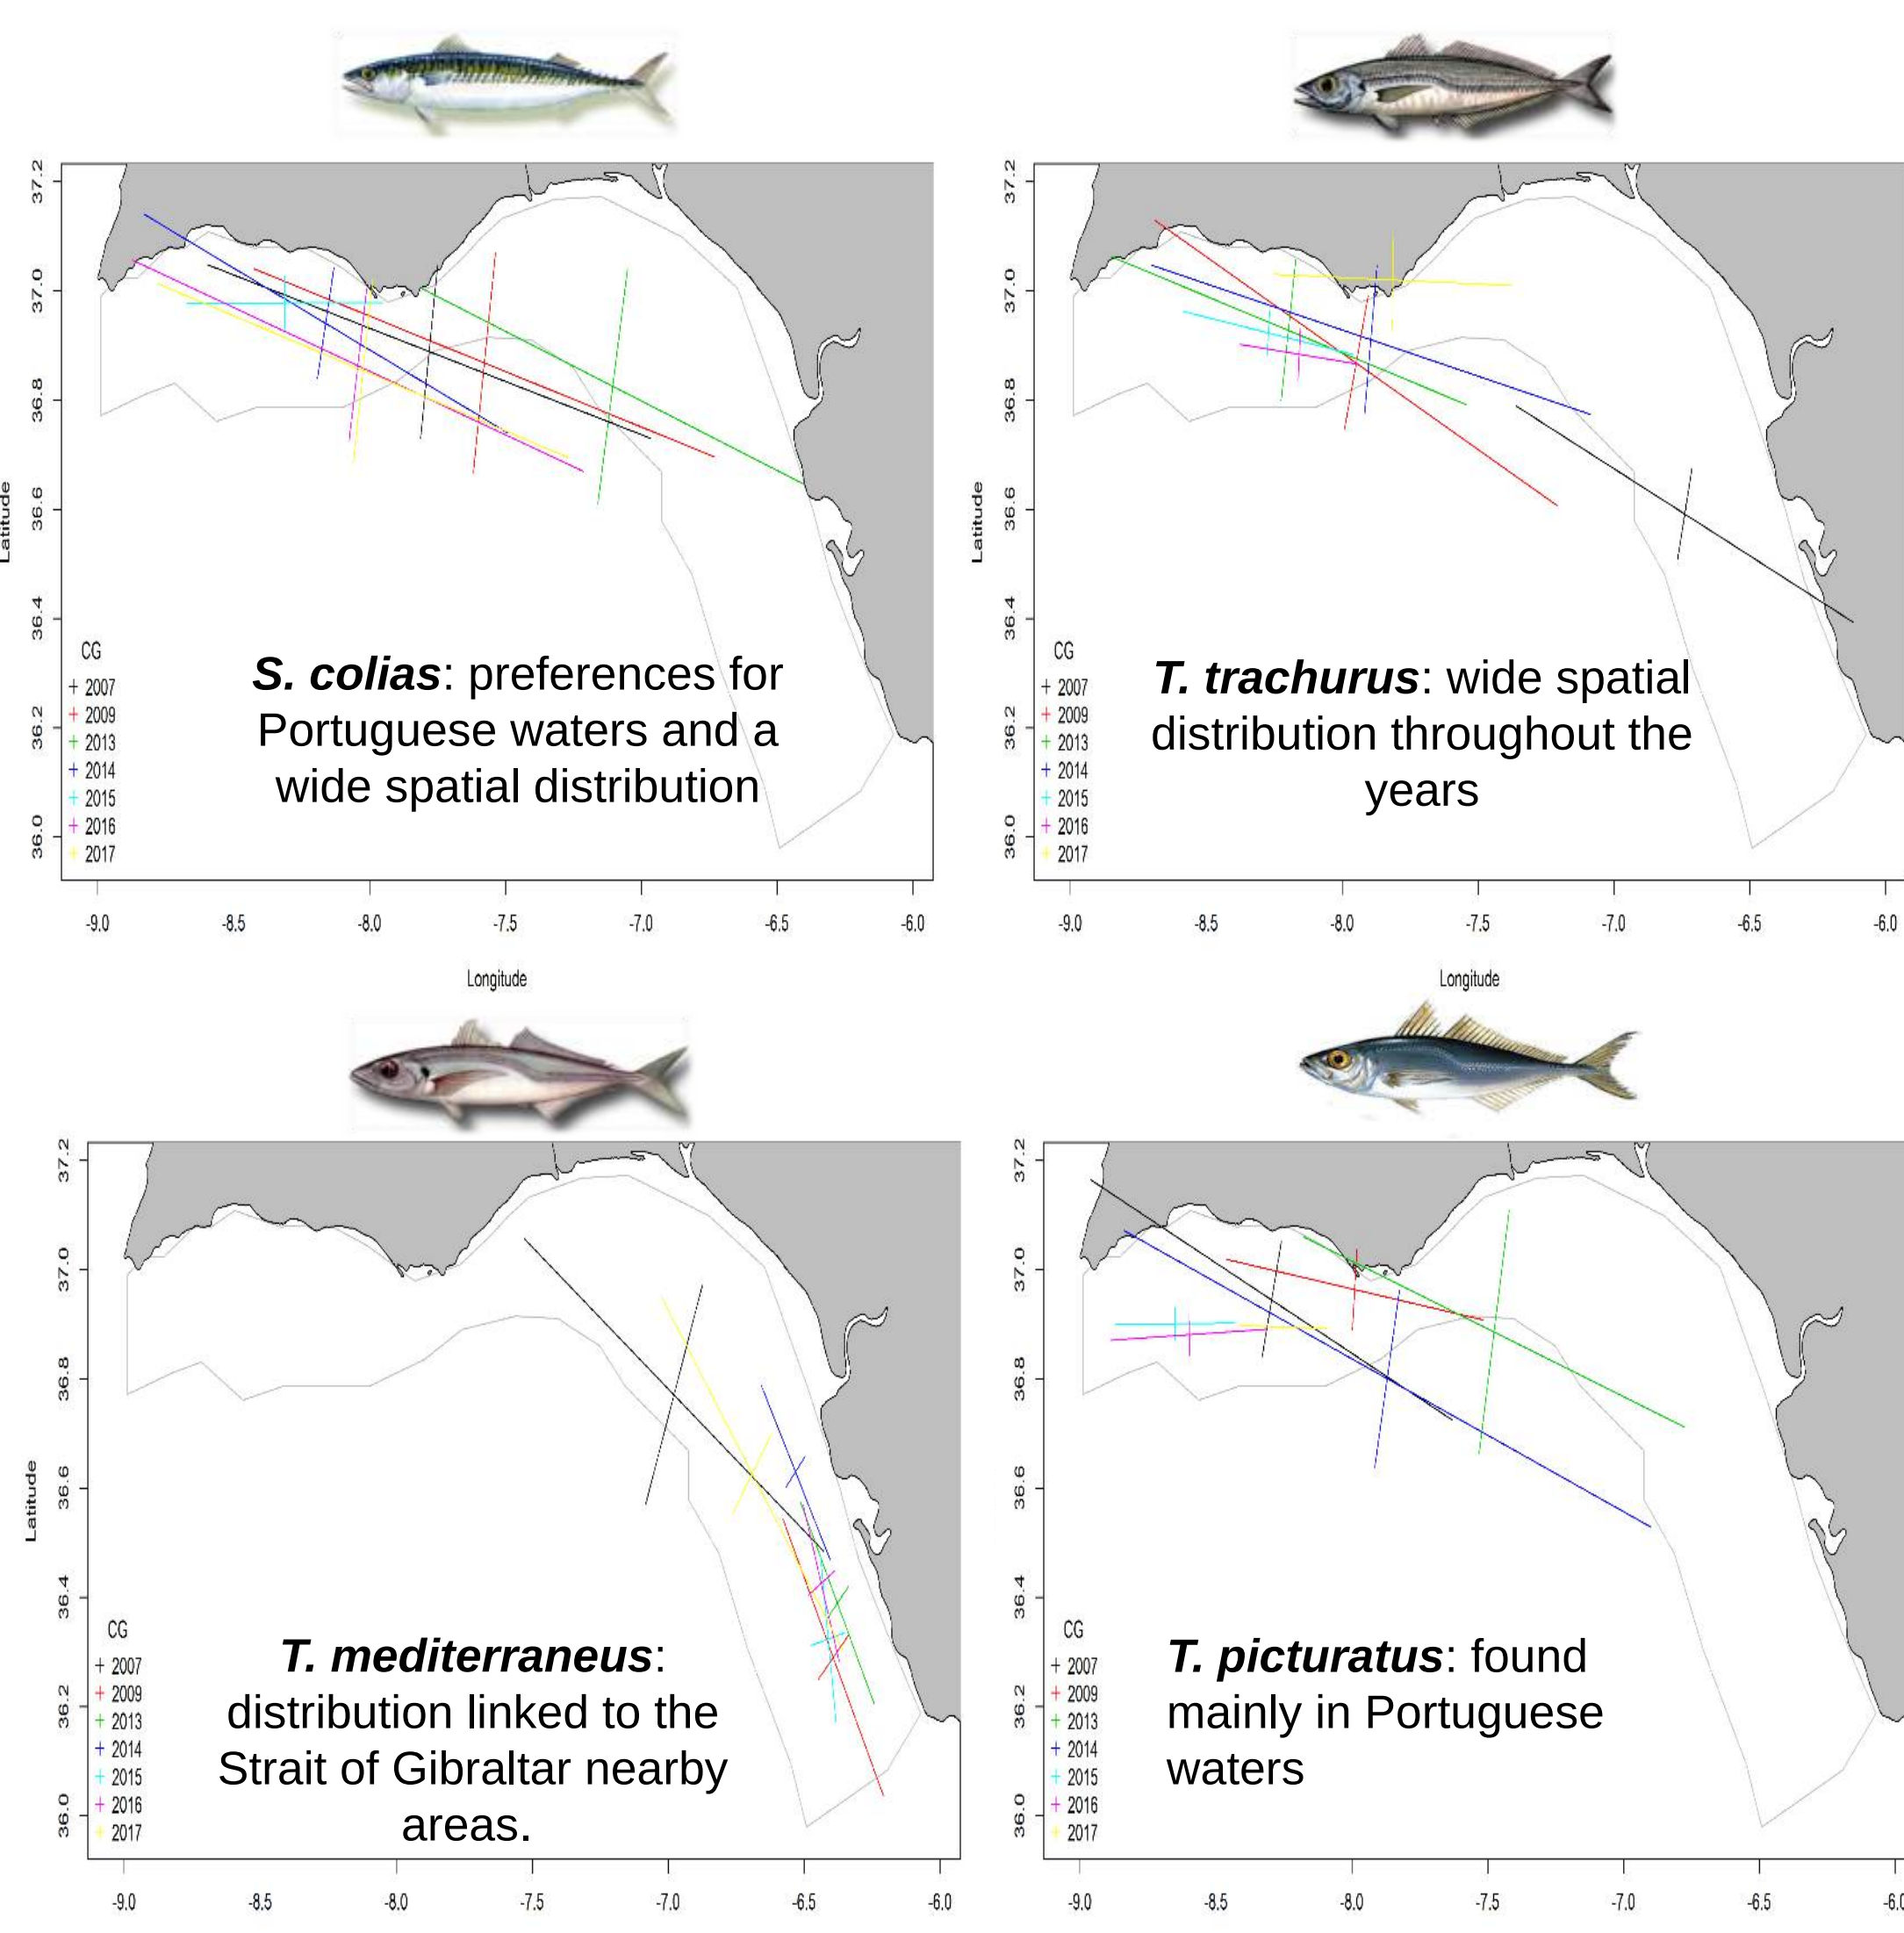 37.2
37.0
36.8
36.6
36.4
36.2
36.0
Latitude
CG
2007
2009
2013
2014
2015
2016
2017
S. colias: preferences for
Portuguese waters and a
wide spatial distribution
-9.0 -8.5 -8.0 -7.5 -7.0 -6.5 -6.0
Longitude
37.2
37.0
36.8
36.6
36.4
36.2
36.0
Latitude
CG
2007
2009
2013
2014
2015
2016
2017
T. trachurus: wide spatial
distribution throughout the
years
-9.0 -8.5 -8.0 -7.5 -7.0 -6.5 -6.0
Longitude
37.2
37.0
36.8
36.6
36.4
36.2
36.0
Latitude
CG
2007
2009
2013
2014
2015
2016
2017
T. mediterraneus:
distribution linked to the
Strait of Gibraltar nearby
areas.
-9.0 -8.5 -8.0 -7.5 -7.0 -6.5 -6.0
37.2
37.0
36.8
36.6
36.4
36.2
36.0
CG
2007
2009
2013
2014
2015
2016
2017
T. picturatus: found
mainly in Portuguese
waters
-9.0 -8.5 -8.0 -7.5 -7.0 -6.5 -6.0